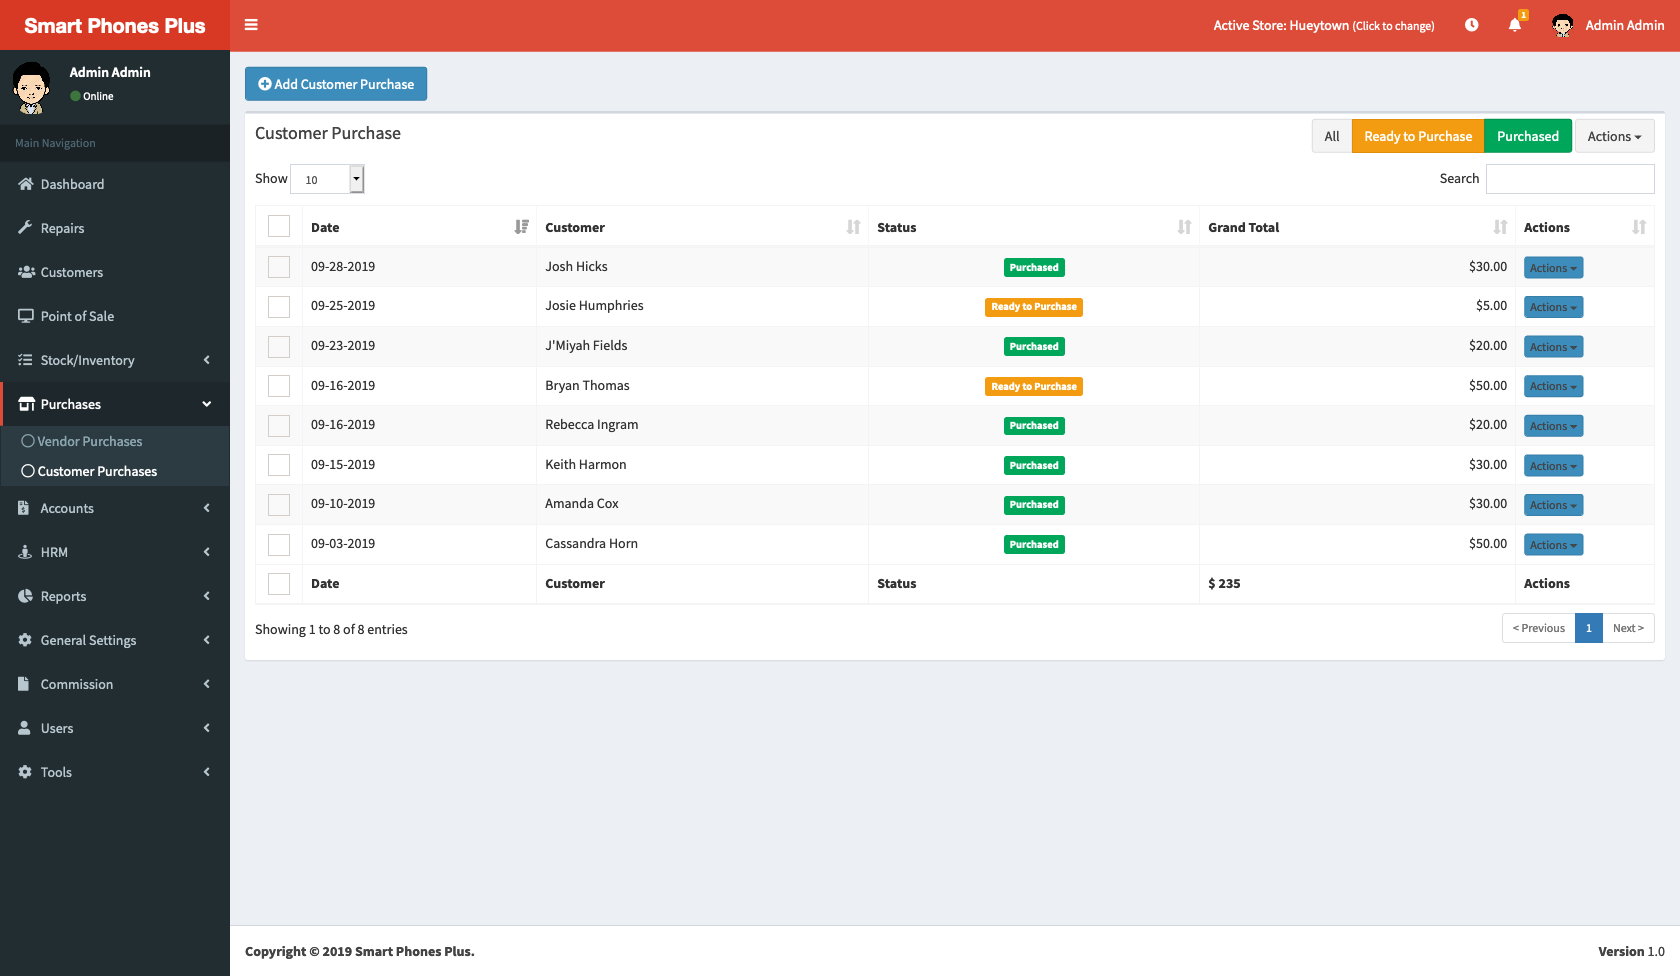 Smart Phones Plus
Active Store: Hueytown (Click to change)
1
Admin Admin
Admin Admin
Online
Main Navigation
Dashboard
Repairs
Customers
Point of Sale
Stock/Inventory
Purchases
Vendor Purchases
Customer Purchases
Accounts
HRM
Reports
General Settings
Commission
Users
Tools
Add Customer Purchase
Customer Purchase
All Ready to Purchase Purchased Actions
Show 10
Search
Date Customer Status Grand Total Actions
09-28-2019 Josh Hicks Purchased $30.00 Actions
09-25-2019 Josie Humphries Ready to Purchase $5.00 Actions
09-23-2019 J'Miyah Fields Purchased $20.00 Actions
09-16-2019 Bryan Thomas Ready to Purchase $50.00 Actions
09-16-2019 Rebecca Ingram Purchased $20.00 Actions
09-15-2019 Keith Harmon Purchased $30.00 Actions
09-10-2019 Amanda Cox Purchased $30.00 Actions
09-03-2019 Cassandra Horn Purchased $50.00 Actions
Date Customer Status $ 235 Actions
Showing 1 to 8 of 8 entries
< Previous 1 Next >
Copyright © 2019 Smart Phones Plus.
Version 1.0